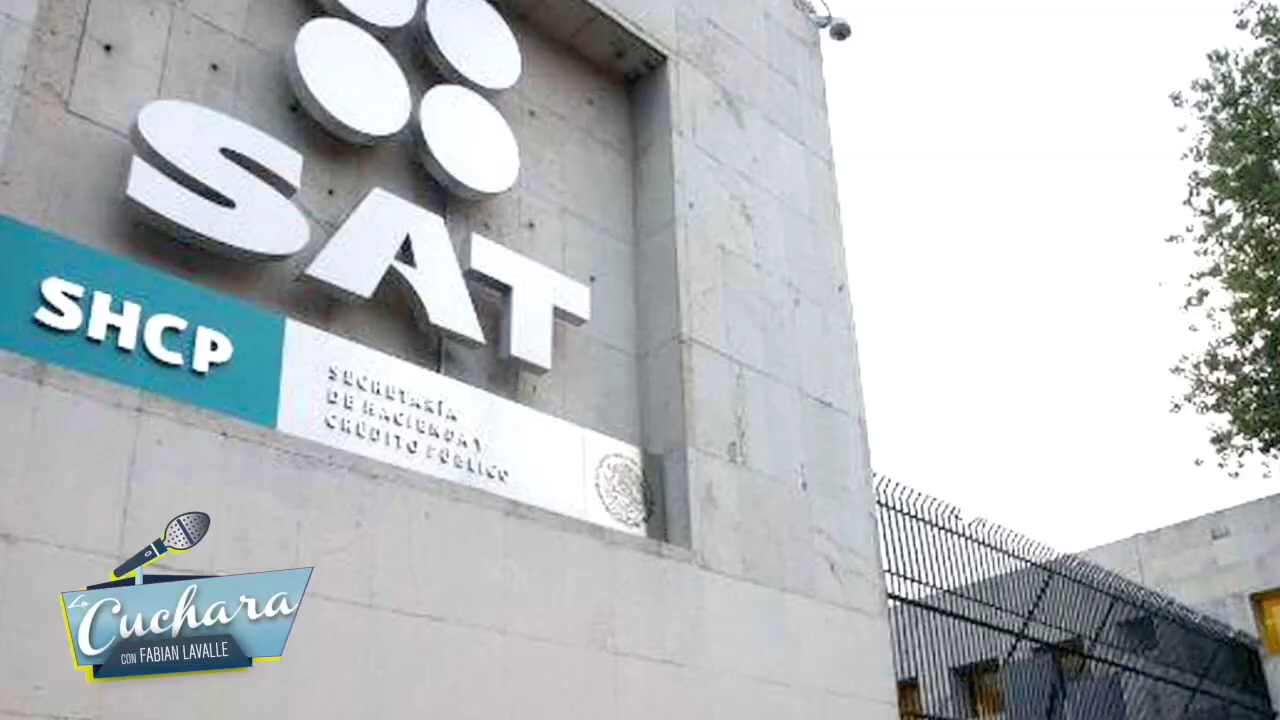 SAT
SHCP
SECRETARÍA
DE HACIENDA Y
CRÉDITO PÚBLICO
La
Cuchara
CON FABIAN LAVALLE